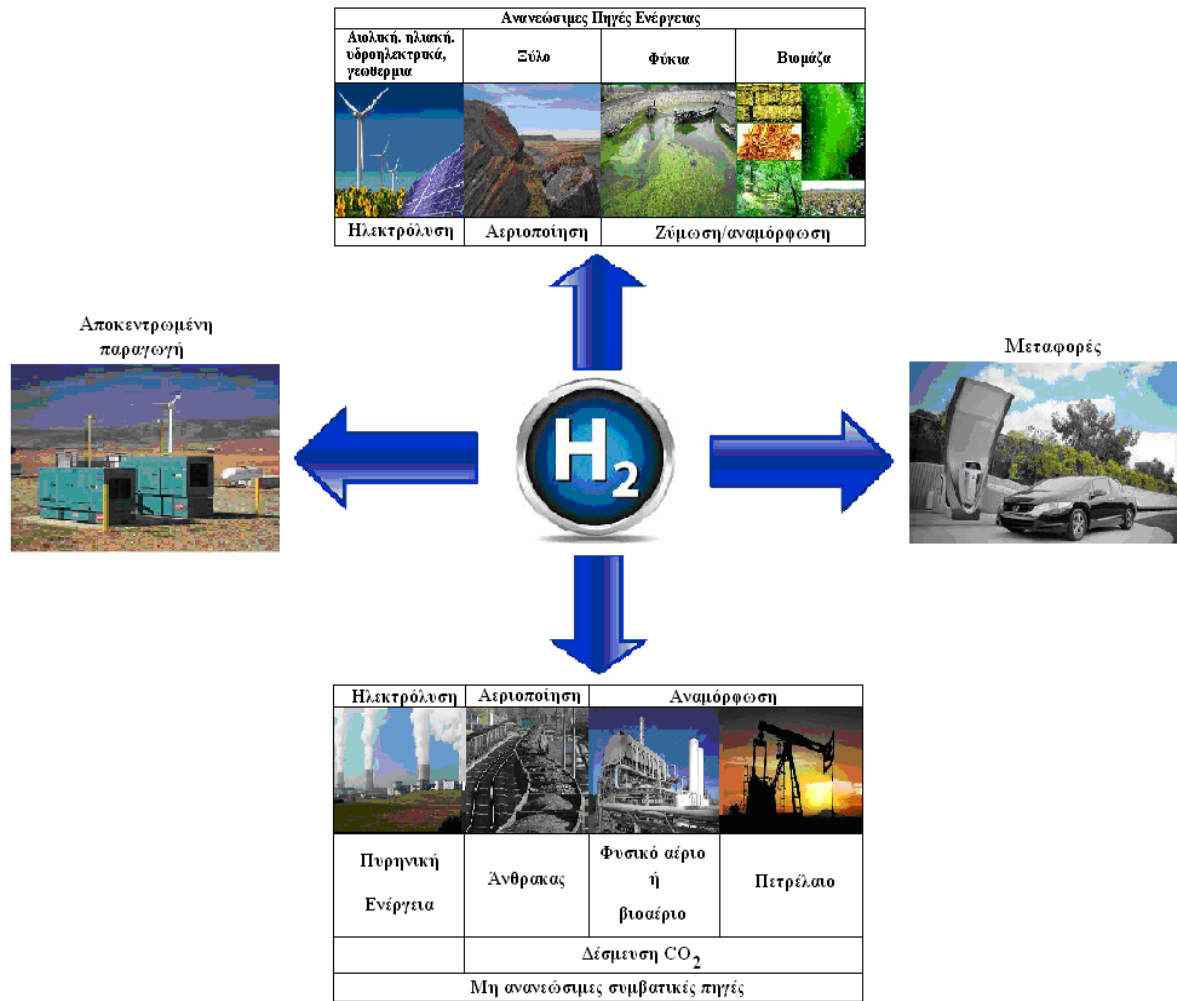 Ανανεώσιμες Πηγές Ενέργειας
Αιολική. ηλιακή.
υδροηλεκτρικά,
γεωθερμια
Ξύλο
Φύκια
Βιομάζα
Ηλεκτρόλυση
Αεριοποίηση
Ζύμωση/αναμόρφωση
Αποκεντρωμένη
παραγωγή
Μεταφορές
H2
Ηλεκτρόλυση
Αεριοποίηση
Αναμόρφωση
Πυρηνική
Ενέργεια
Άνθρακας
Φυσικό αέριο
ή
βιοαέριο
Πετρέλαιο
Δέσμευση CO2
Μη ανανεώσιμες συμβατικές πηγές